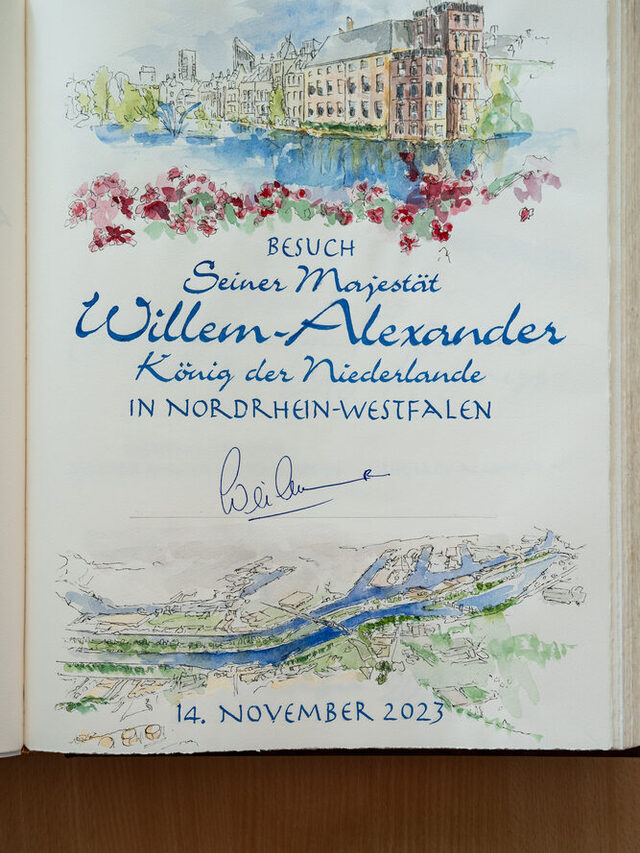 BESUCH
Seiner Majestät
Willem-Alexander
König der Niederlande
IN NORDRHEIN-WESTFALEN
14. NOVEMBER 2023